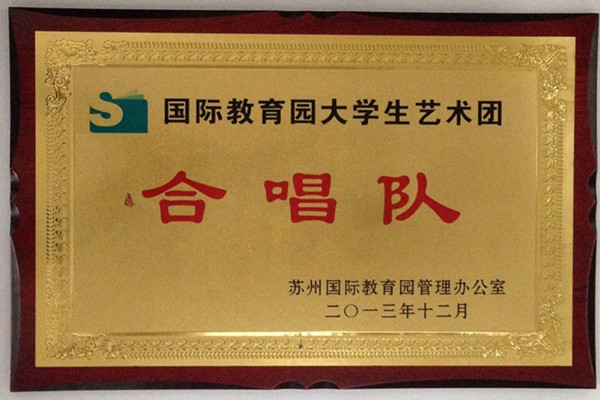 S 国际教育园大学生艺术团
合唱队
苏州国际教育园管理办公室
二〇一三年十二月